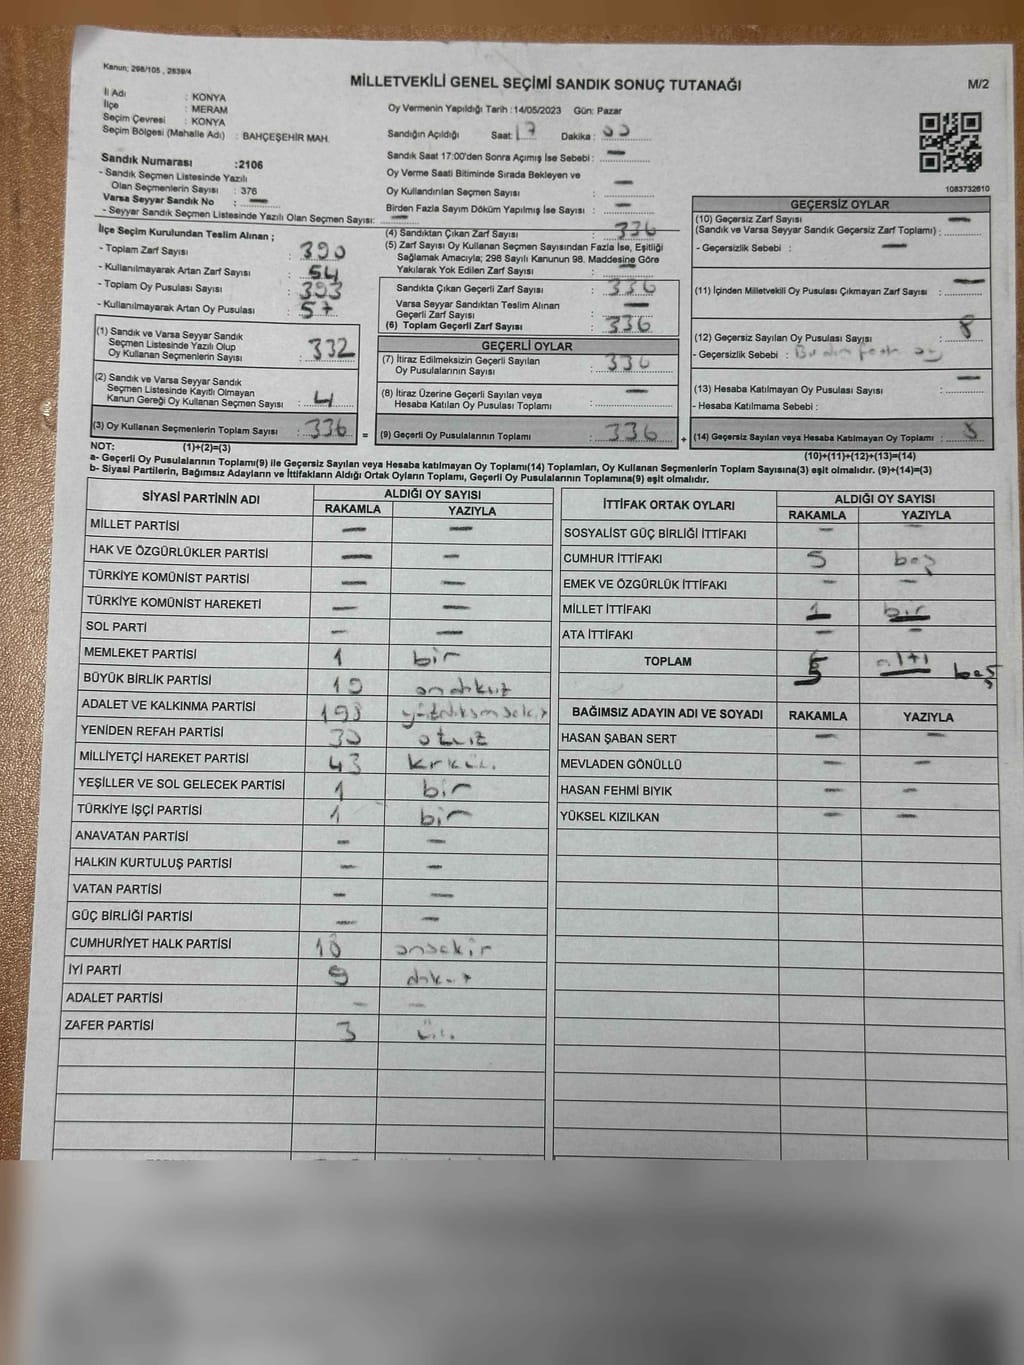 Kanun; 298/105 , 2839/4
MİLLETVEKİLİ GENEL SEÇİMİ SANDIK SONUÇ TUTANAĞI
M/2
İl Adı : KONYA
İlçe : MERAM
Seçim Çevresi : KONYA
Seçim Bölgesi (Mahalle Adı) : BAHÇEŞEHİR MAH.
Sandık Numarası :2106
- Sandık Seçmen Listesinde Yazılı
Olan Seçmenlerin Sayısı : 376
Varsa Seyyar Sandık No : —
- Seyyar Sandık Seçmen Listesinde Yazılı Olan Seçmen Sayısı: —
Oy Vermenin Yapıldığı Tarih :14/05/2023 Gün: Pazar
Sandığın Açıldığı Saat: 17 Dakika : 00
Sandık Saat 17:00'den Sonra Açımış İse Sebebi : —
Oy Verme Saati Bitiminde Sırada Bekleyen ve
Oy Kullandırılan Seçmen Sayısı : —
Birden Fazla Sayım Döküm Yapılmış İse Sayısı : —
1083732610
İlçe Seçim Kurulundan Teslim Alınan ;
- Toplam Zarf Sayısı : 390
- Kullanılmayarak Artan Zarf Sayısı : 54
- Toplam Oy Pusulası Sayısı : 393
- Kullanılmayarak Artan Oy Pusulası : 57
(1) Sandık ve Varsa Seyyar Sandık
Seçmen Listesinde Yazılı Olup
Oy Kullanan Seçmenlerin Sayısı : 332
(2) Sandık ve Varsa Seyyar Sandık
Seçmen Listesinde Kayıtlı Olmayan
Kanun Gereği Oy Kullanan Seçmen Sayısı : 4
(3) Oy Kullanan Seçmenlerin Toplam Sayısı : 336
(1)+(2)=(3)
(4) Sandıktan Çıkan Zarf Sayısı : 336
(5) Zarf Sayısı Oy Kullanan Seçmen Sayısından Fazla İse, Eşitliği
Sağlamak Amacıyla; 298 Sayılı Kanunun 98. Maddesine Göre
Yakılarak Yok Edilen Zarf Sayısı : —
Sandıkta Çıkan Geçerli Zarf Sayısı : 336
Varsa Seyyar Sandıktan Teslim Alınan
Geçerli Zarf Sayısı : —
(6) Toplam Geçerli Zarf Sayısı : 336
GEÇERLİ OYLAR
(7) İtiraz Edilmeksizin Geçerli Sayılan
Oy Pusulalarının Sayısı : 336
(8) İtiraz Üzerine Geçerli Sayılan veya
Hesaba Katılan Oy Pusulası Toplamı : —
= (9) Geçerli Oy Pusulalarının Toplamı : 336 +
GEÇERSİZ OYLAR
(10) Geçersiz Zarf Sayısı
(Sandık ve Varsa Seyyar Sandık Geçersiz Zarf Toplamı) : —
- Geçersizlik Sebebi : —
(11) İçinden Milletvekili Oy Pusulası Çıkmayan Zarf Sayısı : —
(12) Geçersiz Sayılan Oy Pusulası Sayısı : 8
- Geçersizlik Sebebi :
(13) Hesaba Katılmayan Oy Pusulası Sayısı : —
- Hesaba Katılmama Sebebi :
(14) Geçersiz Sayılan veya Hesaba Katılmayan Oy Toplamı : 8
(10)+(11)+(12)+(13)=(14)
NOT:
a- Geçerli Oy Pusulalarının Toplamı(9) ile Geçersiz Sayılan veya Hesaba katılmayan Oy Toplamı(14) Toplamları, Oy Kullanan Seçmenlerin Toplam Sayısına(3) eşit olmalıdır. (9)+(14)=(3)
b- Siyasi Partilerin, Bağımsız Adayların ve İttifakların Aldığı Ortak Oyların Toplamı, Geçerli Oy Pusulalarının Toplamına(9) eşit olmalıdır.
SİYASİ PARTİNİN ADI ALDIĞI OY SAYISI
RAKAMLA YAZIYLA
MİLLET PARTİSİ — —
HAK VE ÖZGÜRLÜKLER PARTİSİ — —
TÜRKİYE KOMÜNİST PARTİSİ — —
TÜRKİYE KOMÜNİST HAREKETİ — —
SOL PARTİ — —
MEMLEKET PARTİSİ 1 bir
BÜYÜK BİRLİK PARTİSİ 19 ondokuz
ADALET VE KALKINMA PARTİSİ 198
YENİDEN REFAH PARTİSİ 30 otuz
MİLLİYETÇİ HAREKET PARTİSİ 43
YEŞİLLER VE SOL GELECEK PARTİSİ 1 bir
TÜRKİYE İŞÇİ PARTİSİ 1 bir
ANAVATAN PARTİSİ — —
HALKIN KURTULUŞ PARTİSİ — —
VATAN PARTİSİ — —
GÜÇ BİRLİĞİ PARTİSİ — —
CUMHURİYET HALK PARTİSİ 18 onsekiz
İYİ PARTİ 9
ADALET PARTİSİ — —
ZAFER PARTİSİ 3 üç
İTTİFAK ORTAK OYLARI ALDIĞI OY SAYISI
RAKAMLA YAZIYLA
SOSYALİST GÜÇ BİRLİĞİ İTTİFAKI — —
CUMHUR İTTİFAKI 5 beş
EMEK VE ÖZGÜRLÜK İTTİFAKI — —
MİLLET İTTİFAKI 1 bir
ATA İTTİFAKI — —
TOPLAM 5 altı beş
BAĞIMSIZ ADAYIN ADI VE SOYADI RAKAMLA YAZIYLA
HASAN ŞABAN SERT — —
MEVLADEN GÖNÜLLÜ — —
HASAN FEHMİ BIYIK — —
YÜKSEL KIZILKAN — —